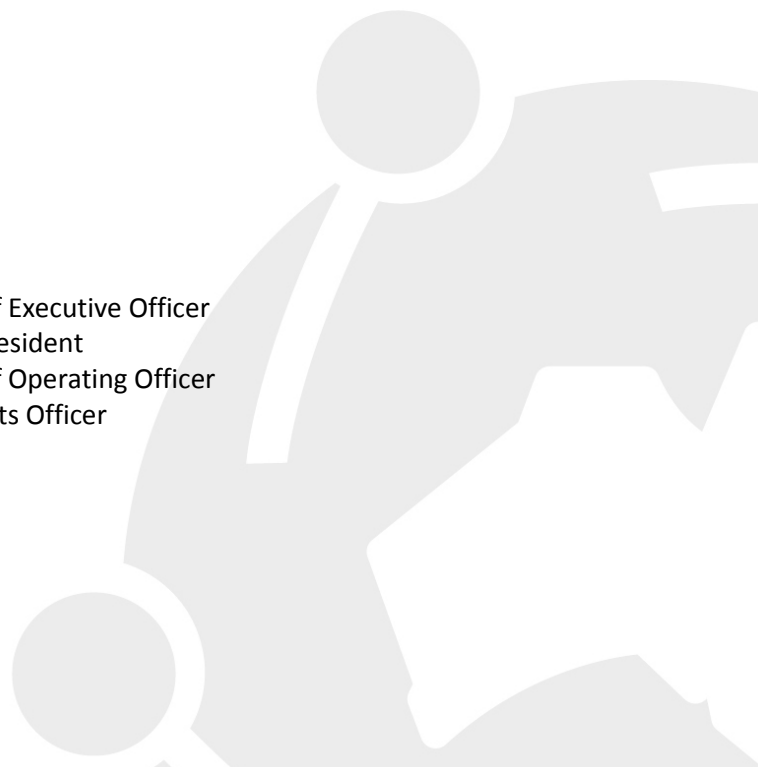 f Executive Officer
esident
f Operating Officer
ts Officer